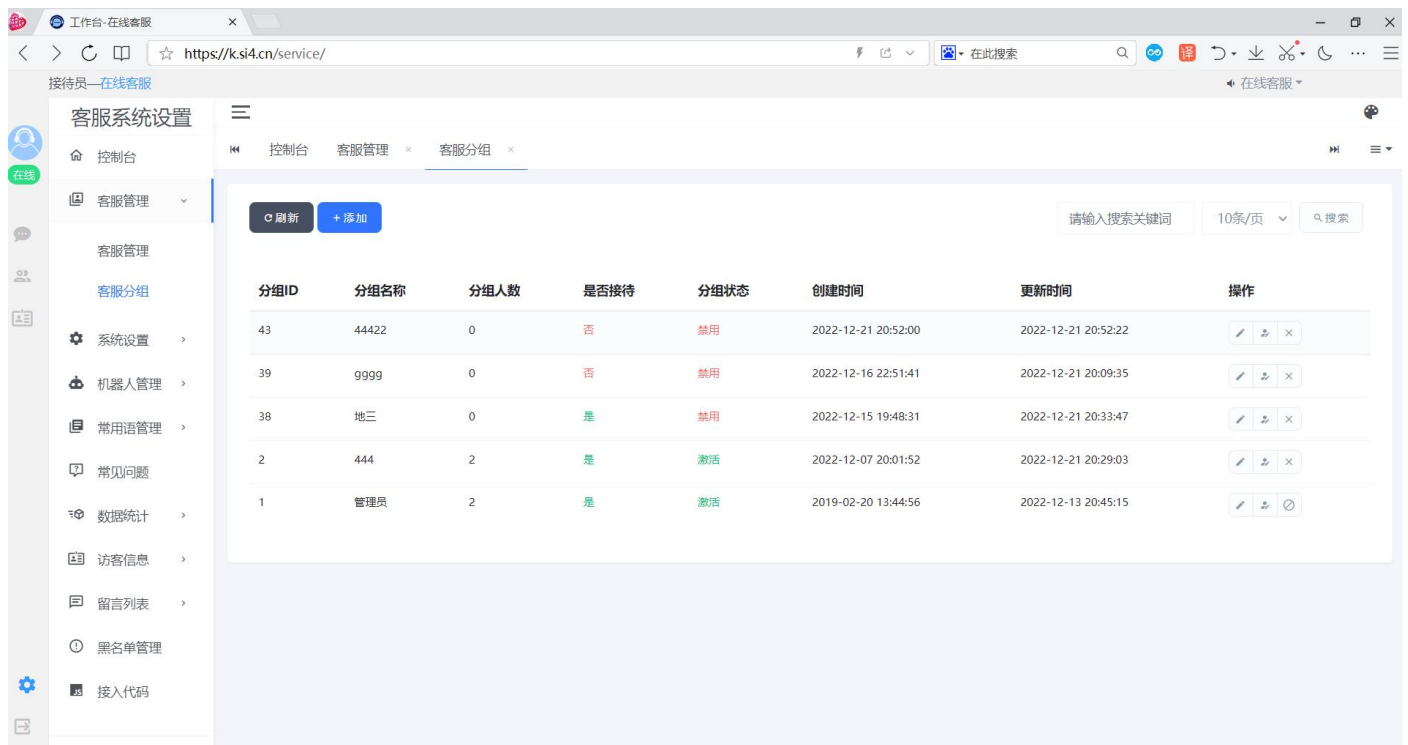 工作台-在线客服
https://k.si4.cn/service/
在此搜索
译
接待员—在线客服
在线客服
客服系统设置
在线
控制台
客服管理
客服管理
客服分组
系统设置
机器人管理
常用语管理
常见问题
数据统计
访客信息
留言列表
黑名单管理
JS 接入代码
控制台 客服管理 × 客服分组 ×
刷新 +添加 请输入搜索关键词 10条/页 搜索
分组ID 分组名称 分组人数 是否接待 分组状态 创建时间 更新时间 操作
43 44422 0 否 禁用 2022-12-21 20:52:00 2022-12-21 20:52:22
39 gggg 0 否 禁用 2022-12-16 22:51:41 2022-12-21 20:09:35
38 地三 0 是 禁用 2022-12-15 19:48:31 2022-12-21 20:33:47
2 444 2 是 激活 2022-12-07 20:01:52 2022-12-21 20:29:03
1 管理员 2 是 激活 2019-02-20 13:44:56 2022-12-13 20:45:15